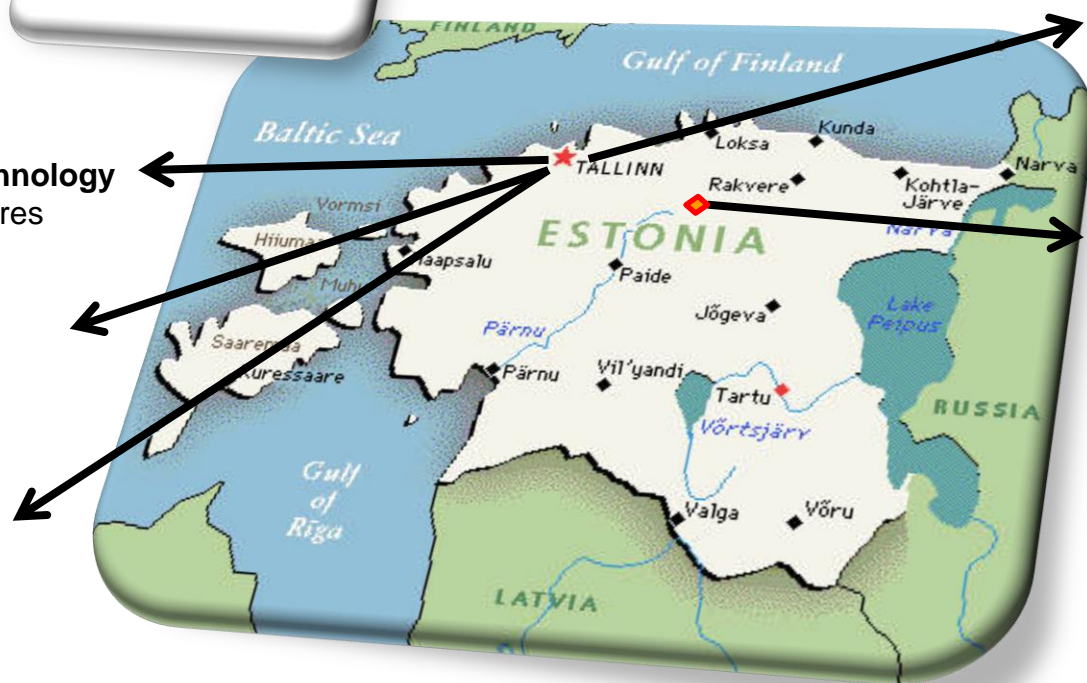 FINLAND
Gulf of Finland
Baltic Sea
Kunda
Loksa
TALLINN
Narva
Rakvere
Kohtla-
Järve
Narva
Vormsi
Hiiumaa
ESTONIA
Haapsalu
Paide
Muhu
Lake
Peipus
Jõgeva
Pärnu
Saaremaa
Kuressaare
Pärnu
Vil'yandi
Tartu
RUSSIA
Võrtsjärv
Gulf
of
Rīga
Valga
Võru
LATVIA
hnology
res